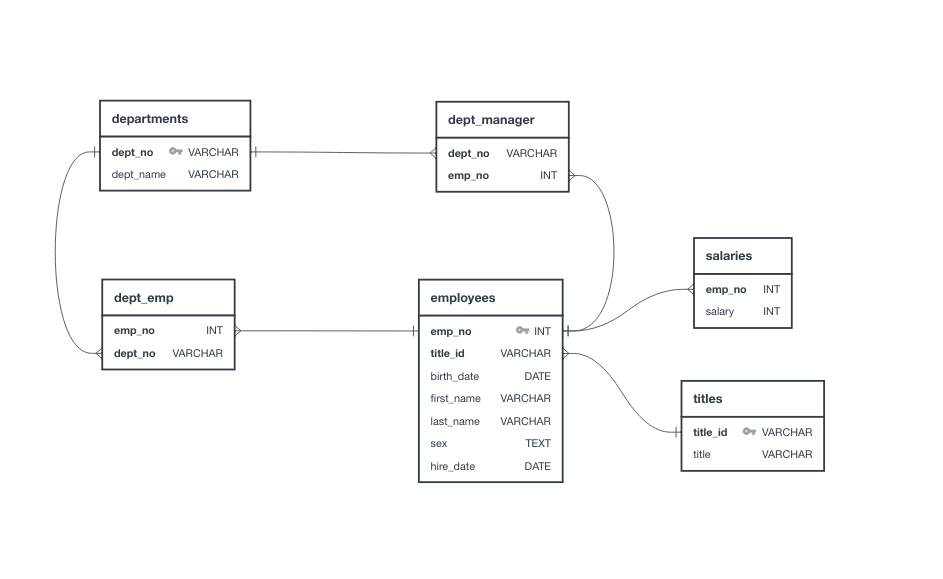 departments
dept_no VARCHAR
dept_name VARCHAR
dept_manager
dept_no VARCHAR
emp_no INT
salaries
emp_no INT
salary INT
dept_emp
emp_no INT
dept_no VARCHAR
employees
emp_no INT
title_id VARCHAR
birth_date DATE
first_name VARCHAR
last_name VARCHAR
sex TEXT
hire_date DATE
titles
title_id VARCHAR
title VARCHAR